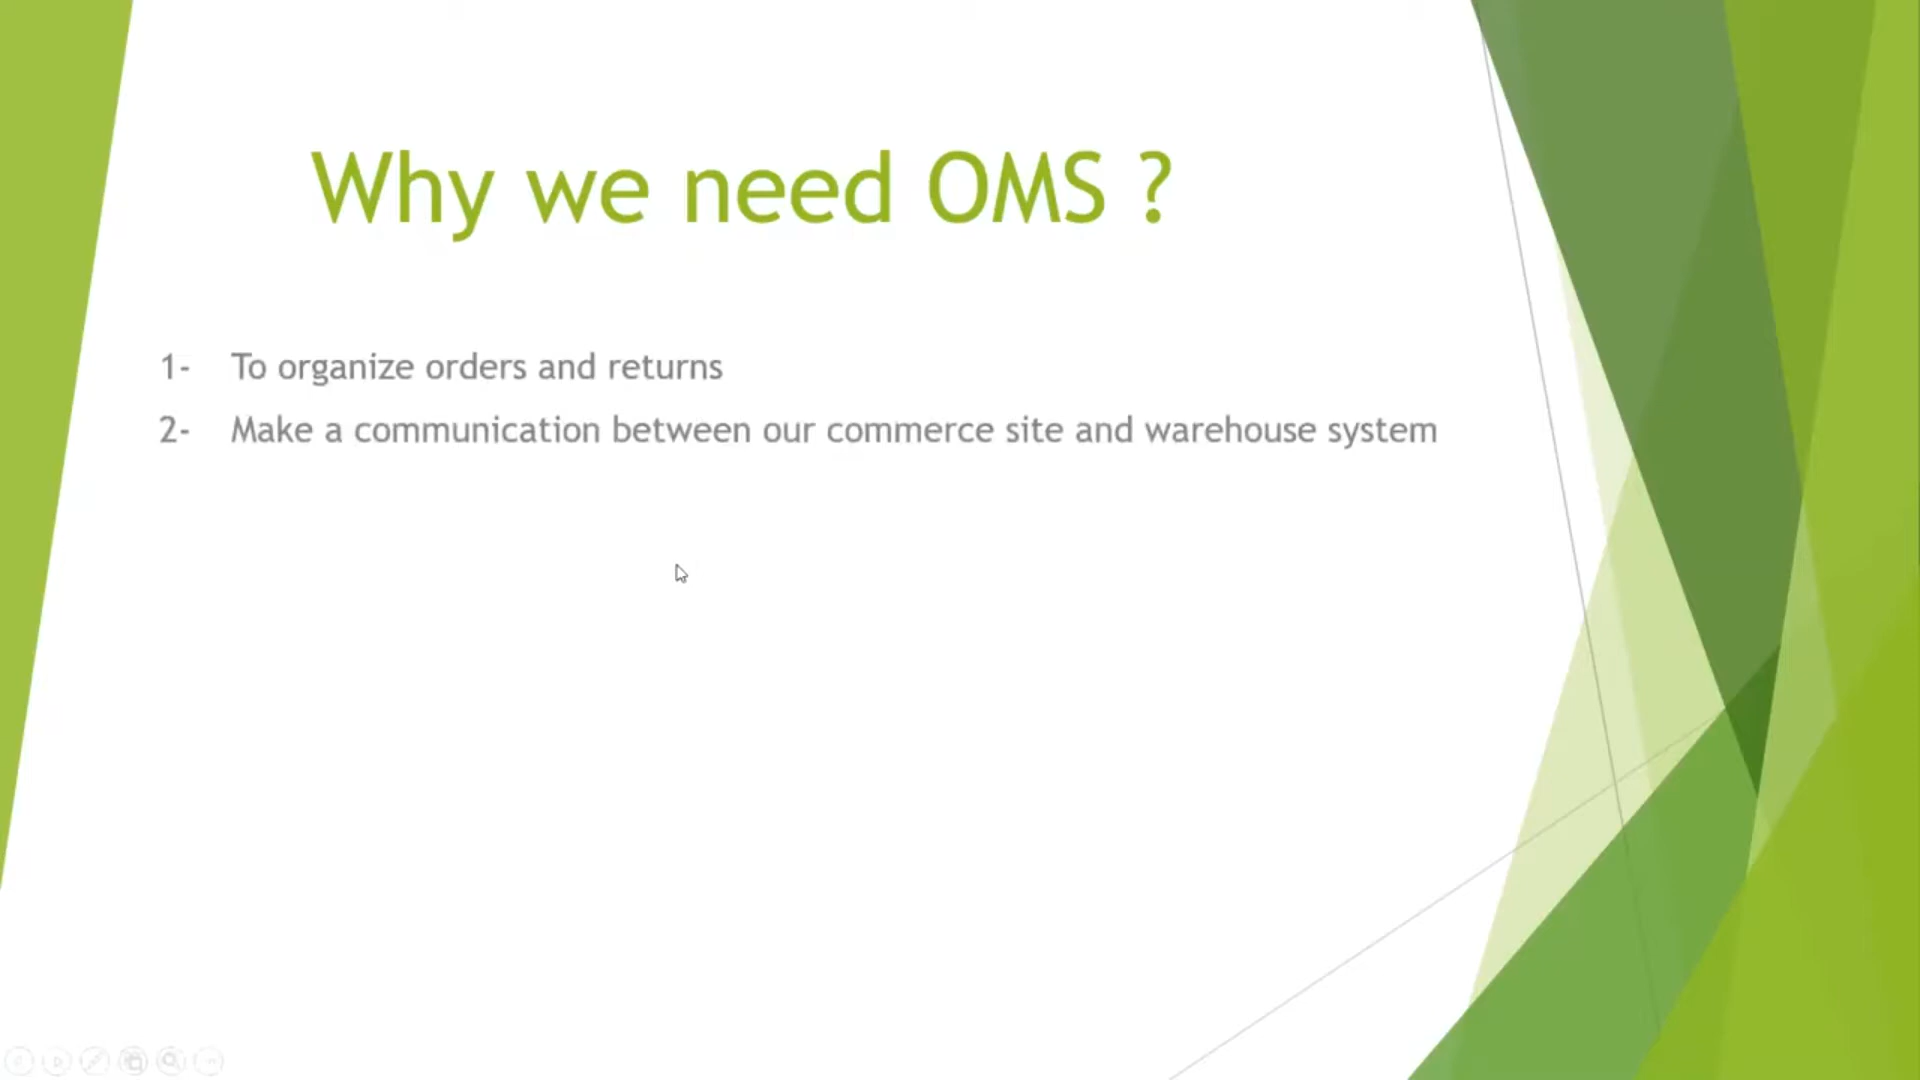 Why we need OMS ?
1- To organize orders and returns
2- Make a communication between our commerce site and warehouse system